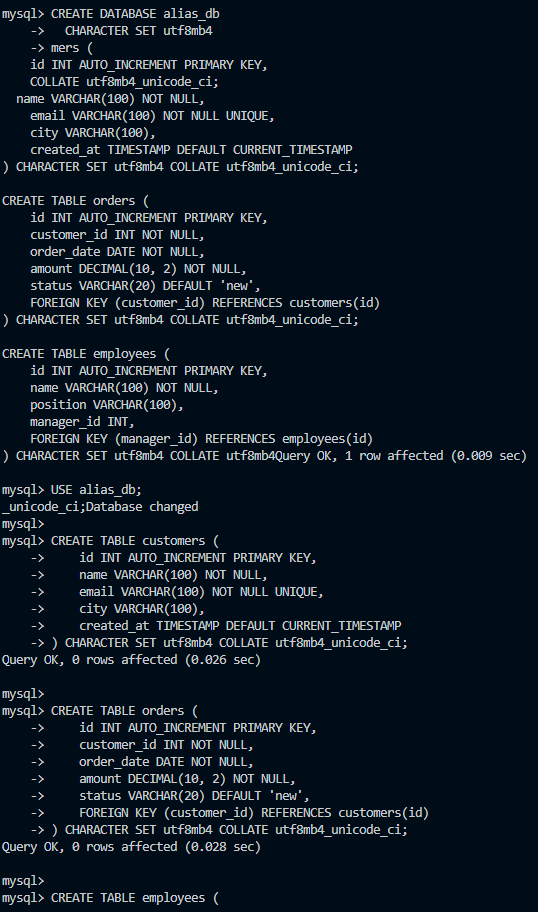 mysql> CREATE DATABASE alias_db
    ->   CHARACTER SET utf8mb4
    -> mers (
    id INT AUTO_INCREMENT PRIMARY KEY,
    COLLATE utf8mb4_unicode_ci;
  name VARCHAR(100) NOT NULL,
    email VARCHAR(100) NOT NULL UNIQUE,
    city VARCHAR(100),
    created_at TIMESTAMP DEFAULT CURRENT_TIMESTAMP
) CHARACTER SET utf8mb4 COLLATE utf8mb4_unicode_ci;

CREATE TABLE orders (
    id INT AUTO_INCREMENT PRIMARY KEY,
    customer_id INT NOT NULL,
    order_date DATE NOT NULL,
    amount DECIMAL(10, 2) NOT NULL,
    status VARCHAR(20) DEFAULT 'new',
    FOREIGN KEY (customer_id) REFERENCES customers(id)
) CHARACTER SET utf8mb4 COLLATE utf8mb4_unicode_ci;

CREATE TABLE employees (
    id INT AUTO_INCREMENT PRIMARY KEY,
    name VARCHAR(100) NOT NULL,
    position VARCHAR(100),
    manager_id INT,
    FOREIGN KEY (manager_id) REFERENCES employees(id)
) CHARACTER SET utf8mb4 COLLATE utf8mb4Query OK, 1 row affected (0.009 sec)

mysql> USE alias_db;
_unicode_ci;Database changed
mysql>
mysql> CREATE TABLE customers (
    ->     id INT AUTO_INCREMENT PRIMARY KEY,
    ->     name VARCHAR(100) NOT NULL,
    ->     email VARCHAR(100) NOT NULL UNIQUE,
    ->     city VARCHAR(100),
    ->     created_at TIMESTAMP DEFAULT CURRENT_TIMESTAMP
    -> ) CHARACTER SET utf8mb4 COLLATE utf8mb4_unicode_ci;
Query OK, 0 rows affected (0.026 sec)

mysql>
mysql> CREATE TABLE orders (
    ->     id INT AUTO_INCREMENT PRIMARY KEY,
    ->     customer_id INT NOT NULL,
    ->     order_date DATE NOT NULL,
    ->     amount DECIMAL(10, 2) NOT NULL,
    ->     status VARCHAR(20) DEFAULT 'new',
    ->     FOREIGN KEY (customer_id) REFERENCES customers(id)
    -> ) CHARACTER SET utf8mb4 COLLATE utf8mb4_unicode_ci;
Query OK, 0 rows affected (0.028 sec)

mysql>
mysql> CREATE TABLE employees (